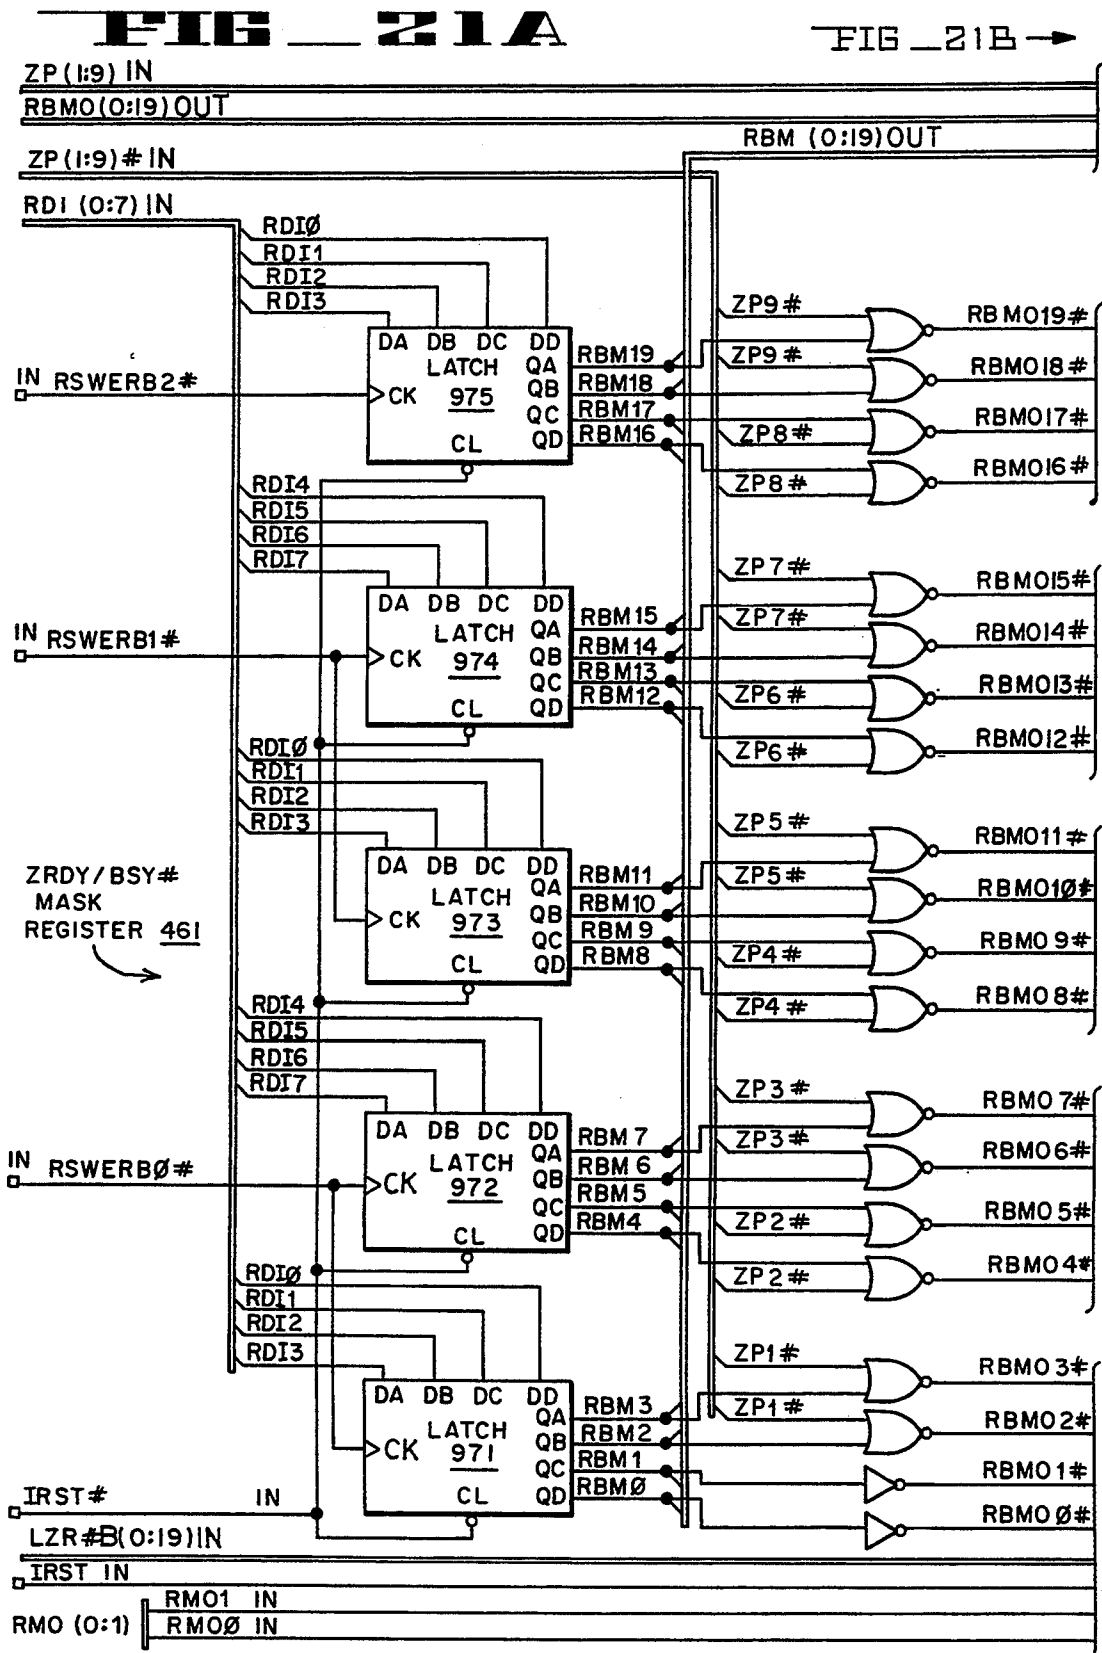 FIG_21A
FIG_21B
ZP(1:9) IN
RBMO(0:19)OUT
RBM (0:19)OUT
ZP(1:9)# IN
RDI (0:7) IN
RDIØ
RDI1
RDI2
RDI3
DA DB DC DD
LATCH
975
CK
CL
QA
QB
QC
QD
IN RSWERB2#
RBM19
RBM18
RBM17
RBM16
ZP9#
ZP9#
ZP8#
ZP8#
RBMO19#
RBMO18#
RBMO17#
RBMO16#
RDI4
RDI5
RDI6
RDI7
DA DB DC DD
LATCH
974
CK
CL
QA
QB
QC
QD
IN RSWERB1#
RBM15
RBM14
RBM13
RBM12
ZP7#
ZP7#
ZP6#
ZP6#
RBMO15#
RBMO14#
RBMO13#
RBMO12#
RDIØ
RDI1
RDI2
RDI3
DA DB DC DD
LATCH
973
CK
CL
QA
QB
QC
QD
ZRDY/BSY#
MASK
REGISTER 461
RBM11
RBM10
RBM9
RBM8
ZP5#
ZP5#
ZP4#
ZP4#
RBMO11#
RBMO1Ø#
RBMO9#
RBMO8#
RDI4
RDI5
RDI6
RDI7
DA DB DC DD
LATCH
972
CK
CL
QA
QB
QC
QD
IN RSWERBØ#
RBM7
RBM6
RBM5
RBM4
ZP3#
ZP3#
ZP2#
ZP2#
RBMO7#
RBMO6#
RBMO5#
RBMO4#
RDIØ
RDI1
RDI2
RDI3
DA DB DC DD
LATCH
971
CK
CL
QA
QB
QC
QD
RBM3
RBM2
RBM1
RBMØ
ZP1#
ZP1#
RBMO3#
RBMO2#
RBMO1#
RBMOØ#
IRST# IN
LZR#B(0:19)IN
IRST IN
RMO (0:1)
RMO1 IN
RMOØ IN